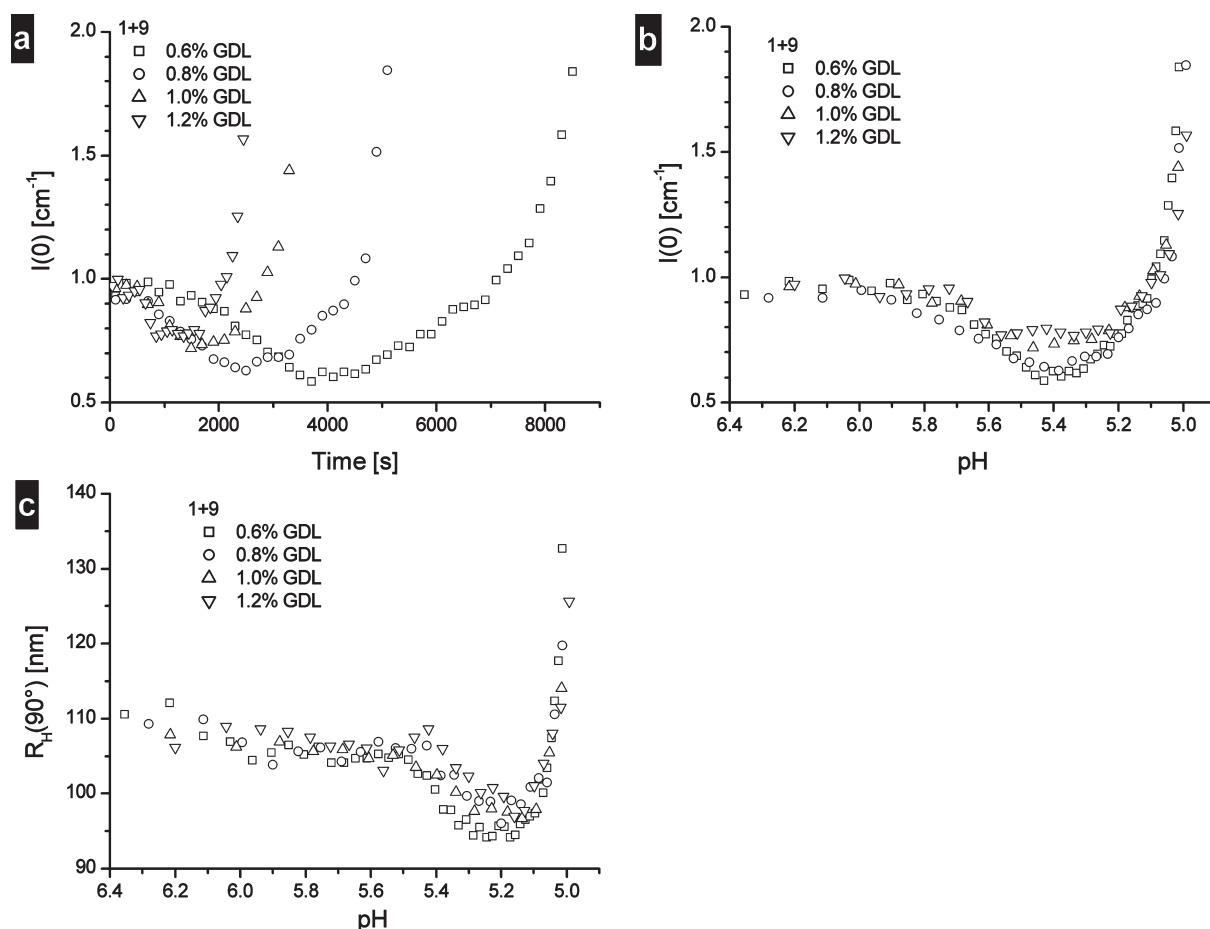 a
1+9
0.6% GDL
0.8% GDL
1.0% GDL
1.2% GDL
2.0
1.5
1.0
0.5
I(0) [cm⁻¹]
0 2000 4000 6000 8000
Time [s]
b
1+9
0.6% GDL
0.8% GDL
1.0% GDL
1.2% GDL
2.0
1.5
1.0
0.5
I(0) [cm⁻¹]
6.4 6.2 6.0 5.8 5.6 5.4 5.2 5.0
pH
c
1+9
0.6% GDL
0.8% GDL
1.0% GDL
1.2% GDL
140
130
120
110
100
90
R_H(90°) [nm]
6.4 6.2 6.0 5.8 5.6 5.4 5.2 5.0
pH